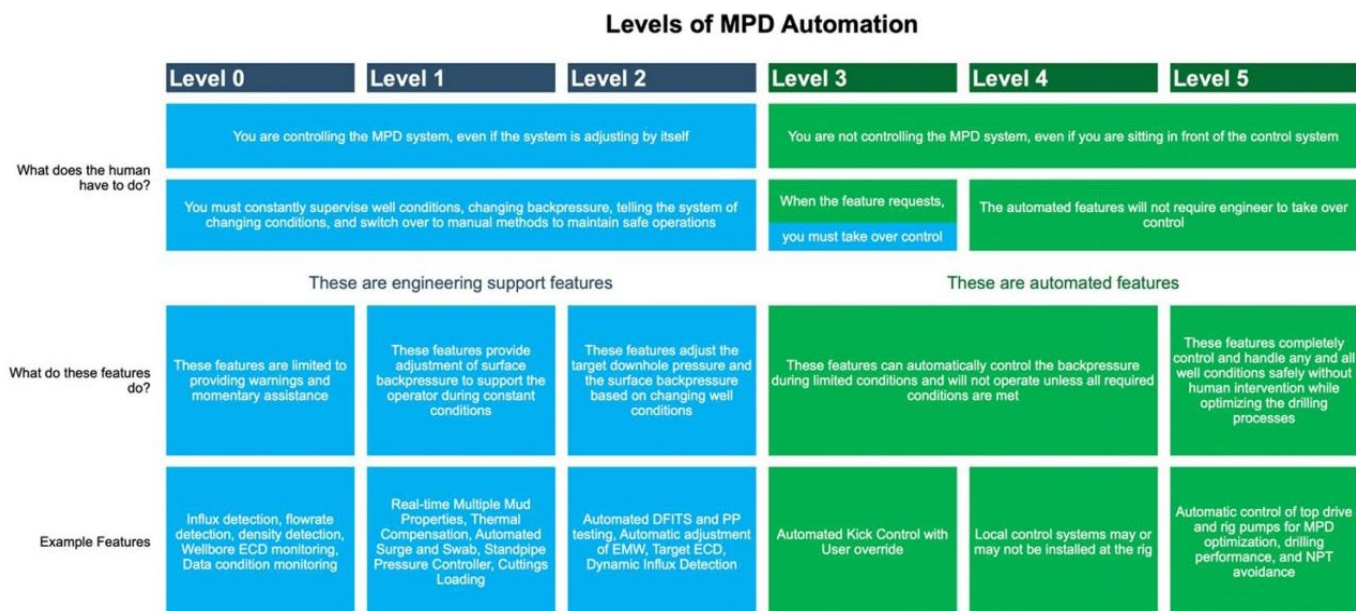 Levels of MPD Automation
Level 0
Level 1
Level 2
Level 3
Level 4
Level 5
What does the human
have to do?
You are controlling the MPD system, even if the system is adjusting by itself
You are not controlling the MPD system, even if you are sitting in front of the control system
You must constantly supervise well conditions, changing backpressure, telling the system of
changing conditions, and switch over to manual methods to maintain safe operations
When the feature requests,
you must take over control
The automated features will not require engineer to take over
control
These are engineering support features
These are automated features
What do these features
do?
These features are limited to
providing warnings and
momentary assistance
These features provide
adjustment of surface
backpressure to support the
operator during constant
conditions
These features adjust the
target downhole pressure and
the surface backpressure
based on changing well
conditions
These features can automatically control the backpressure
during limited conditions and will not operate unless all required
conditions are met
These features completely
control and handle any and all
well conditions safely without
human intervention while
optimizing the drilling
processes
Example Features
Influx detection, flowrate
detection, density detection,
Wellbore ECD monitoring,
Data condition monitoring
Real-time Multiple Mud
Properties, Thermal
Compensation, Automated
Surge and Swab, Standpipe
Pressure Controller, Cuttings
Loading
Automated DFITS and PP
testing, Automatic adjustment
of EMW, Target ECD,
Dynamic Influx Detection
Automated Kick Control with
User override
Local control systems may or
may not be installed at the rig
Automatic control of top drive
and rig pumps for MPD
optimization, drilling
performance, and NPT
avoidance